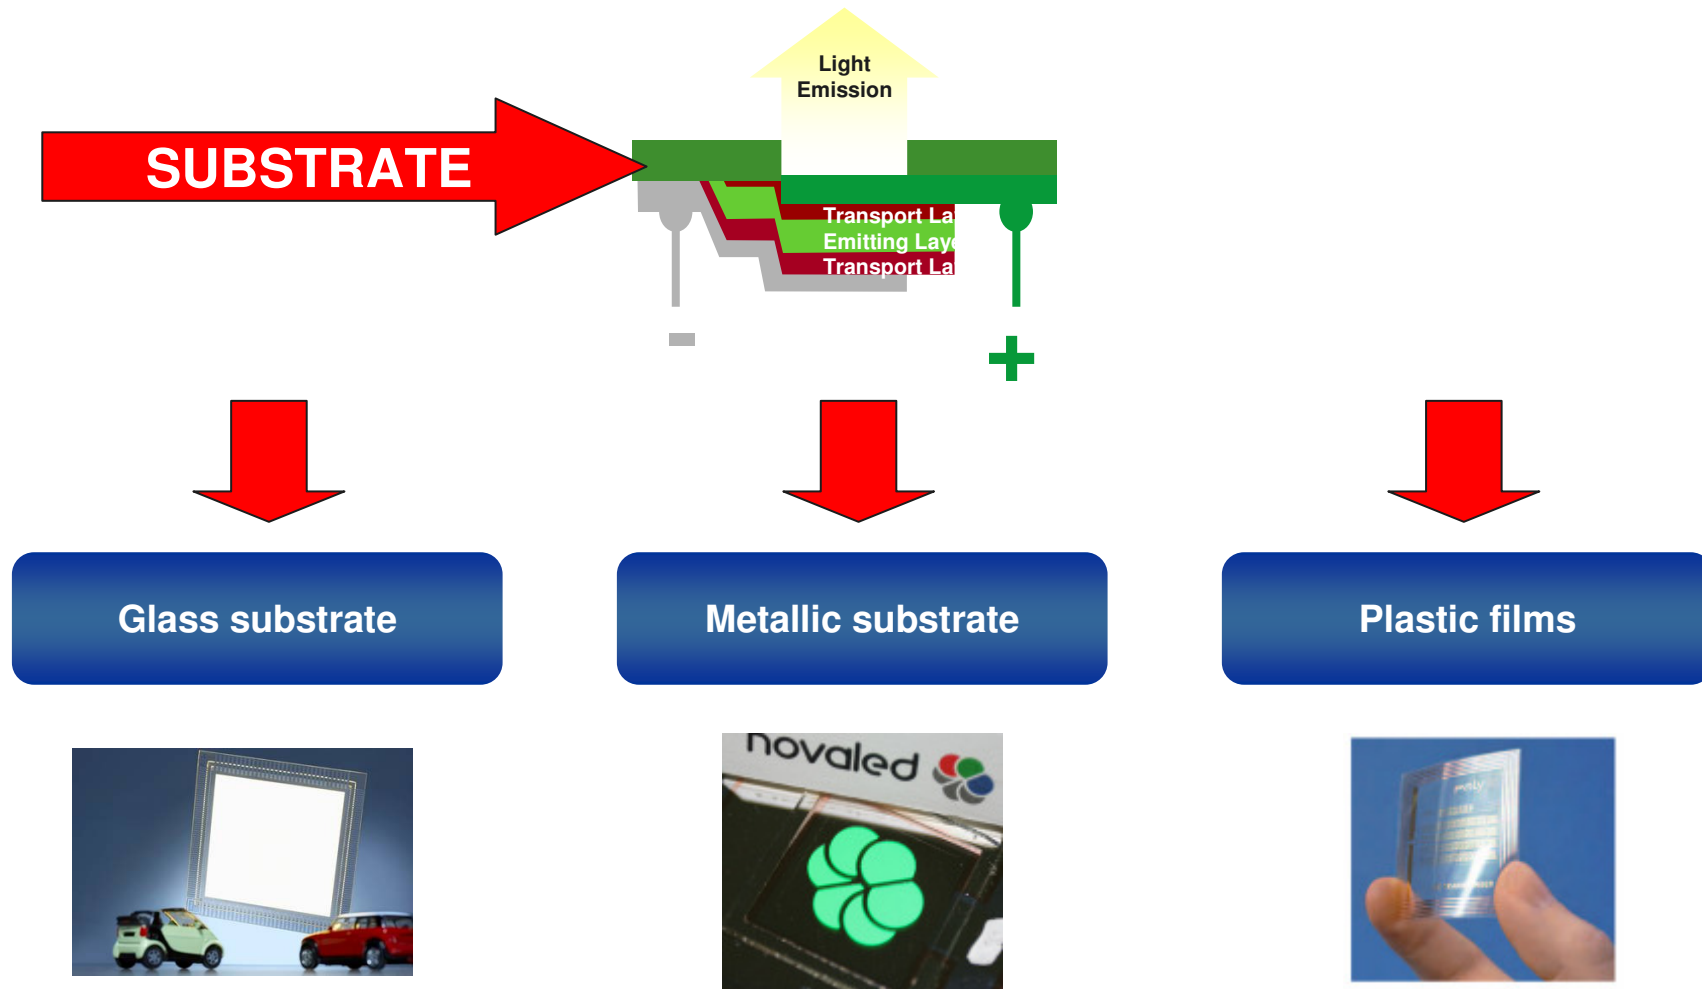 Light
Emission
SUBSTRATE
Transport La
Emitting Laye
Transport La
-
+
Glass substrate
Metallic substrate
Plastic films
novaled